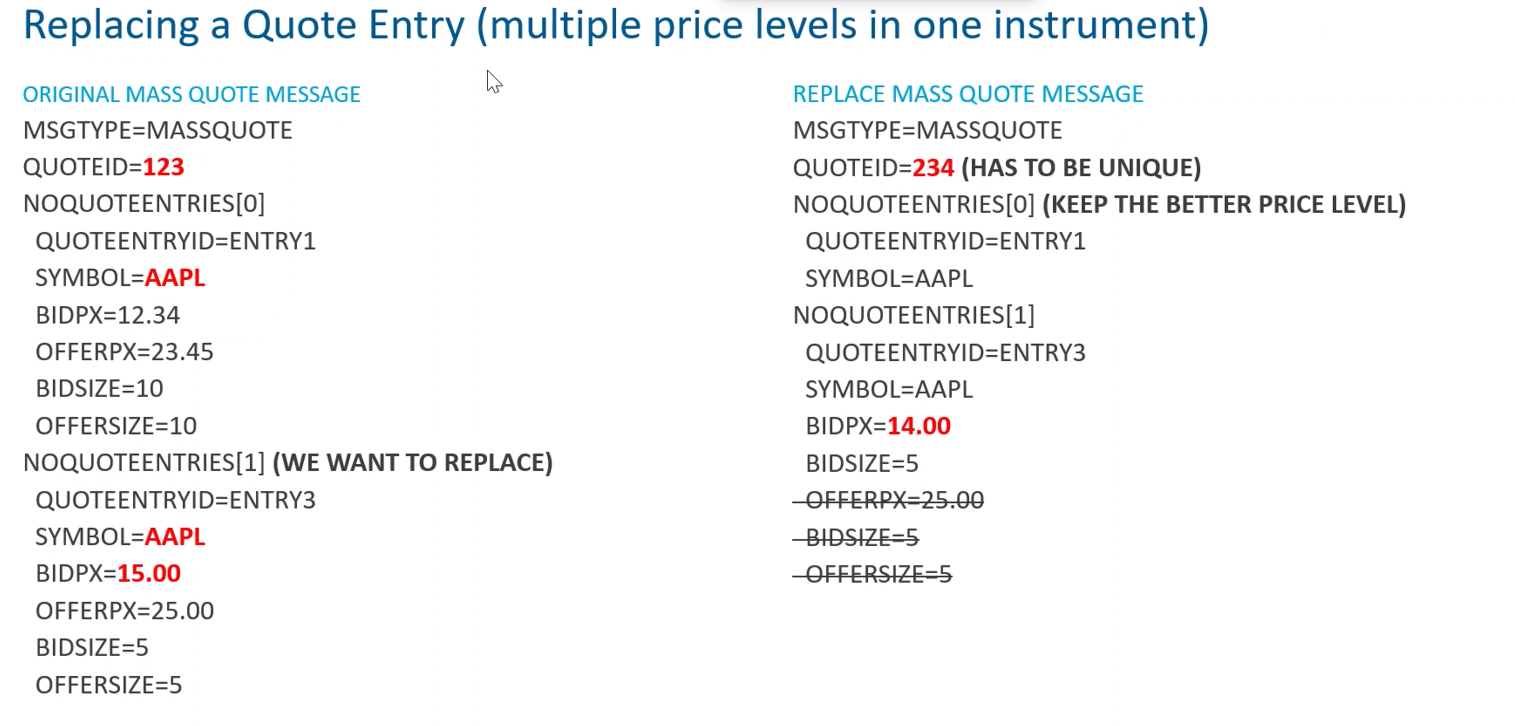 Replacing a Quote Entry (multiple price levels in one instrument)
ORIGINAL MASS QUOTE MESSAGE
MSGTYPE=MASSQUOTE
QUOTEID=123
NOQUOTEENTRIES[0]
QUOTEENTRYID=ENTRY1
SYMBOL=AAPL
BIDPX=12.34
OFFERPX=23.45
BIDSIZE=10
OFFERSIZE=10
NOQUOTEENTRIES[1] (WE WANT TO REPLACE)
QUOTEENTRYID=ENTRY3
SYMBOL=AAPL
BIDPX=15.00
OFFERPX=25.00
BIDSIZE=5
OFFERSIZE=5
REPLACE MASS QUOTE MESSAGE
MSGTYPE=MASSQUOTE
QUOTEID=234 (HAS TO BE UNIQUE)
NOQUOTEENTRIES[0] (KEEP THE BETTER PRICE LEVEL)
QUOTEENTRYID=ENTRY1
SYMBOL=AAPL
NOQUOTEENTRIES[1]
QUOTEENTRYID=ENTRY3
SYMBOL=AAPL
BIDPX=14.00
BIDSIZE=5
OFFERPX=25.00
BIDSIZE=5
OFFERSIZE=5